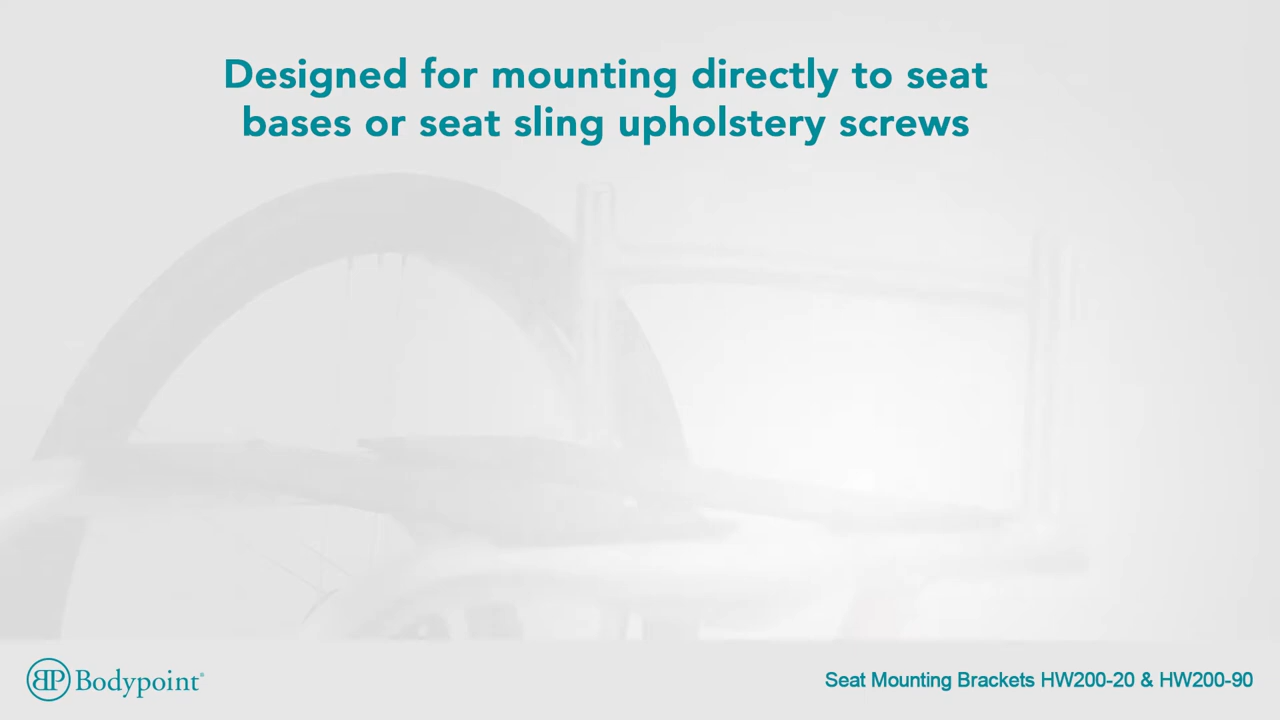 Designed for mounting directly to seat
bases or seat sling upholstery screws
BP Bodypoint®
Seat Mounting Brackets HW200-20 & HW200-90